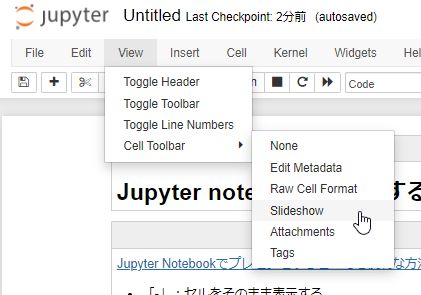 jupyter Untitled Last Checkpoint: 2分前 (autosaved)
File Edit View Insert Cell Kernel Widgets Help
Code
Toggle Header
Toggle Toolbar
Toggle Line Numbers
Cell Toolbar
None
Edit Metadata
Raw Cell Format
Slideshow
Attachments
Tags
Jupyter note する
Jupyter Notebookでプレ な方法
「-」：セルをそのまま表示する